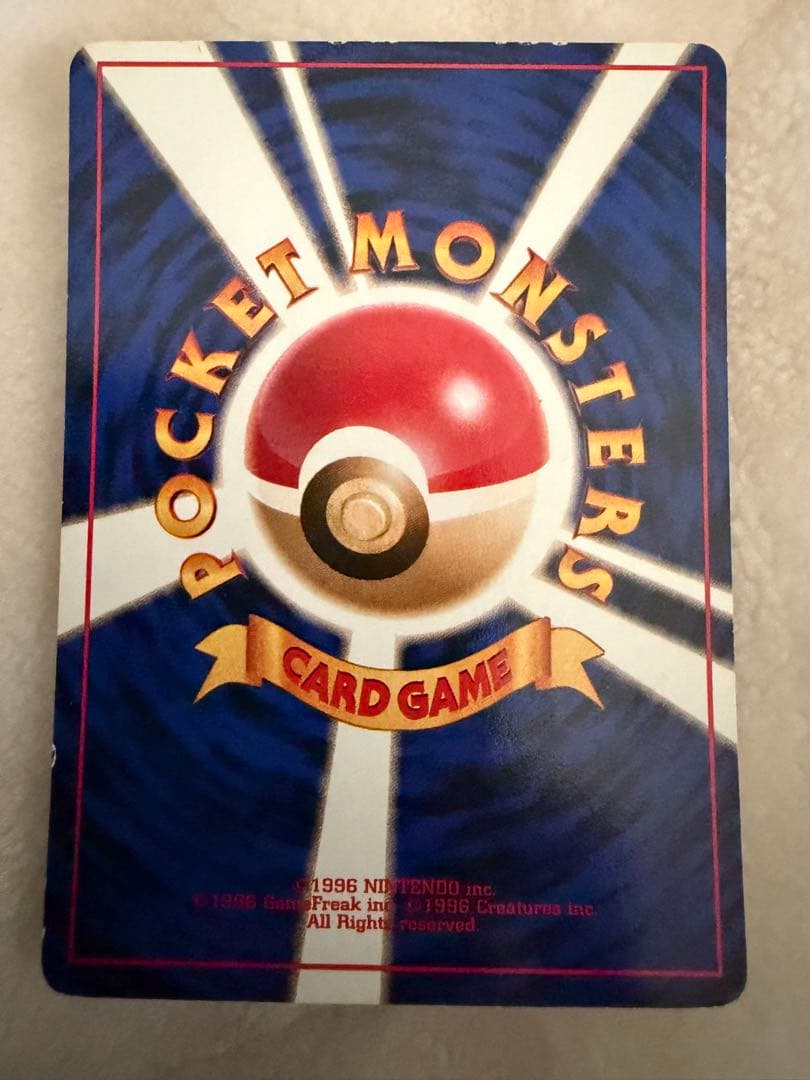 POCKET MONSTERS
CARD GAME
©1996 NINTENDO inc.
©1996 GameFreak inc. ©1996 Creatures inc.
All Rights reserved.